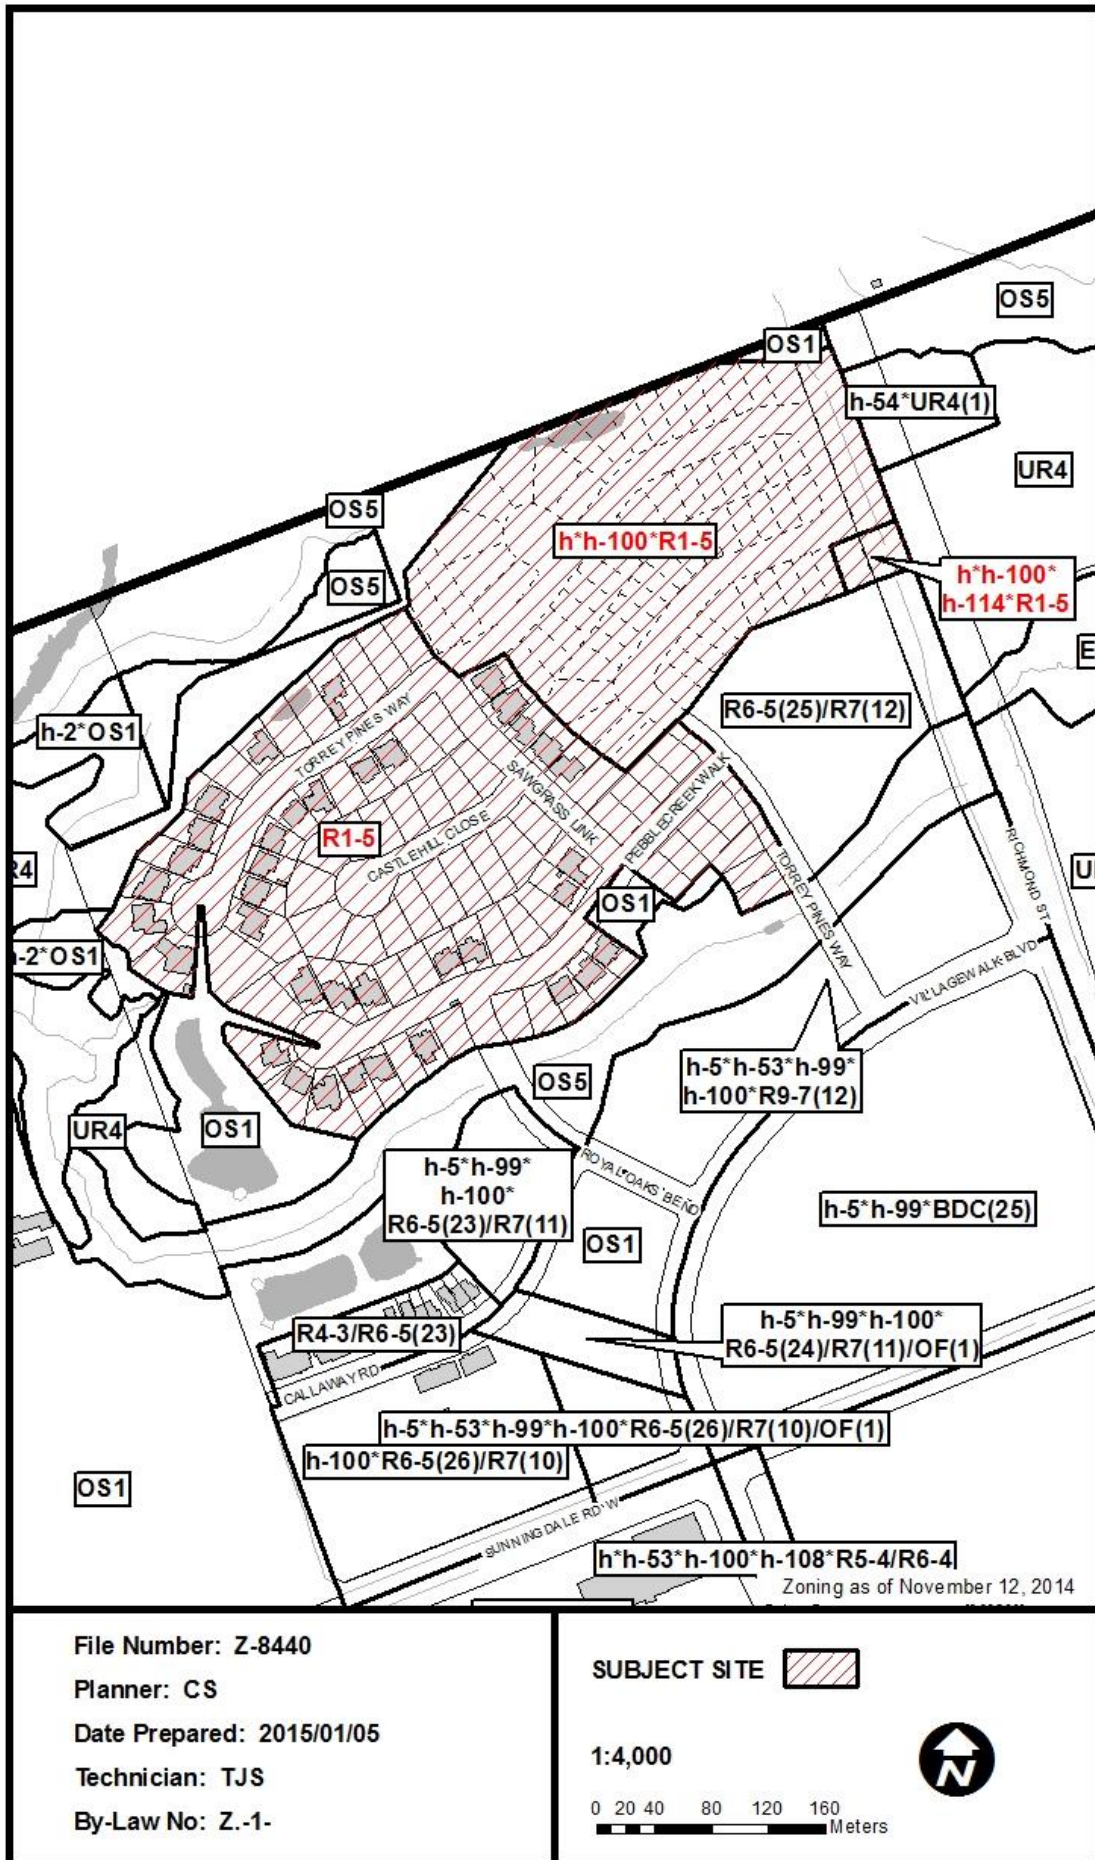 OS5
OS1
h-54*UR4(1)
UR4
OS5
h*h-100*R1-5
OS5
h*h-100*
h-114*R1-5
R6-5(25)/R7(12)
h-2*OS1
TORREY PINES WAY
SAWGRASS LINK
PEBBLECREEK WALK
R1-5
CASTLEHILL CLOSE
TORREY PINES WAY
RICHMOND ST
R4
OS1
-2*OS1
VILLAGEWALK BLVD
h-5*h-53*h-99*
h-100*R9-7(12)
OS5
UR4
OS1
h-5*h-99*
h-100*
R6-5(23)/R7(11)
ROYAL OAKS BEND
h-5*h-99*BDC(25)
OS1
h-5*h-99*h-100*
R6-5(24)/R7(11)/OF(1)
R4-3/R6-5(23)
CALLAWAY RD
h-5*h-53*h-99*h-100*R6-5(26)/R7(10)/OF(1)
h-100*R6-5(26)/R7(10)
OS1
SUNNINGDALE RD W
h*h-53*h-100*h-108*R5-4/R6-4
Zoning as of November 12, 2014
File Number: Z-8440
Planner: CS
Date Prepared: 2015/01/05
Technician: TJS
By-Law No: Z.-1-
SUBJECT SITE
1:4,000
0 20 40 80 120 160
Meters
N